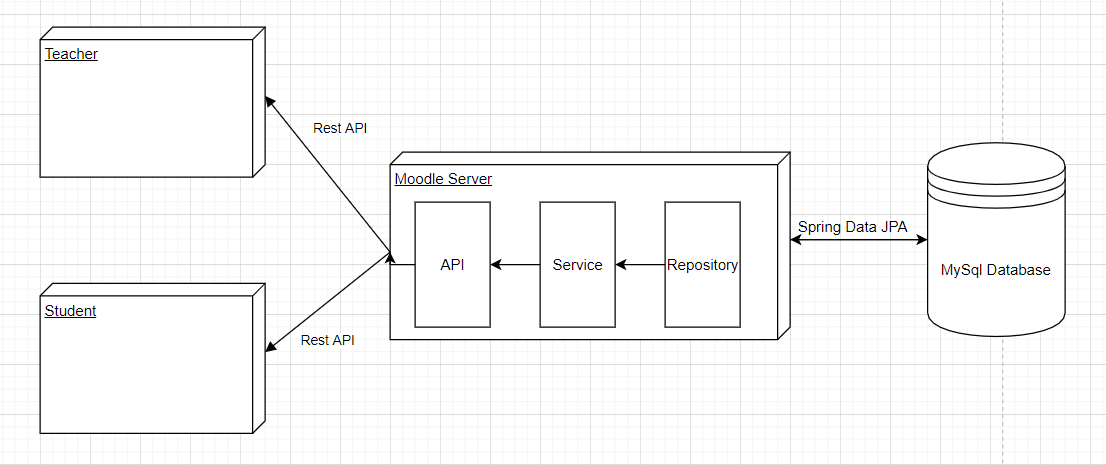 Teacher
Rest API
Moodle Server
API
Service
Repository
Spring Data JPA
MySql Database
Student
Rest API